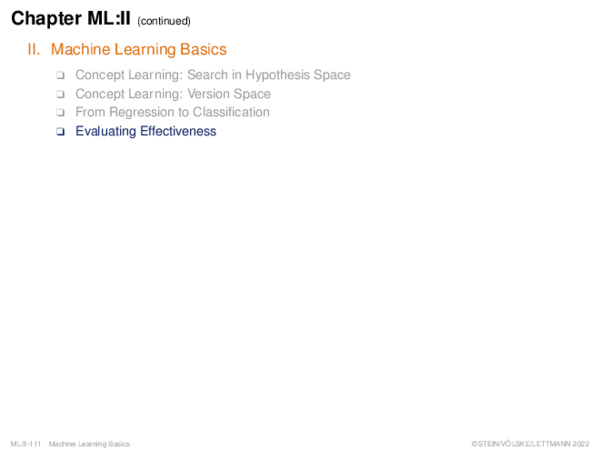 Chapter ML:II (continued)
II. Machine Learning Basics
❑ Concept Learning: Search in Hypothesis Space
❑ Concept Learning: Version Space
❑ From Regression to Classification
❑ Evaluating Effectiveness
ML:II-111 Machine Learning Basics ©STEIN/VÖLSKE/LETTMANN 2022